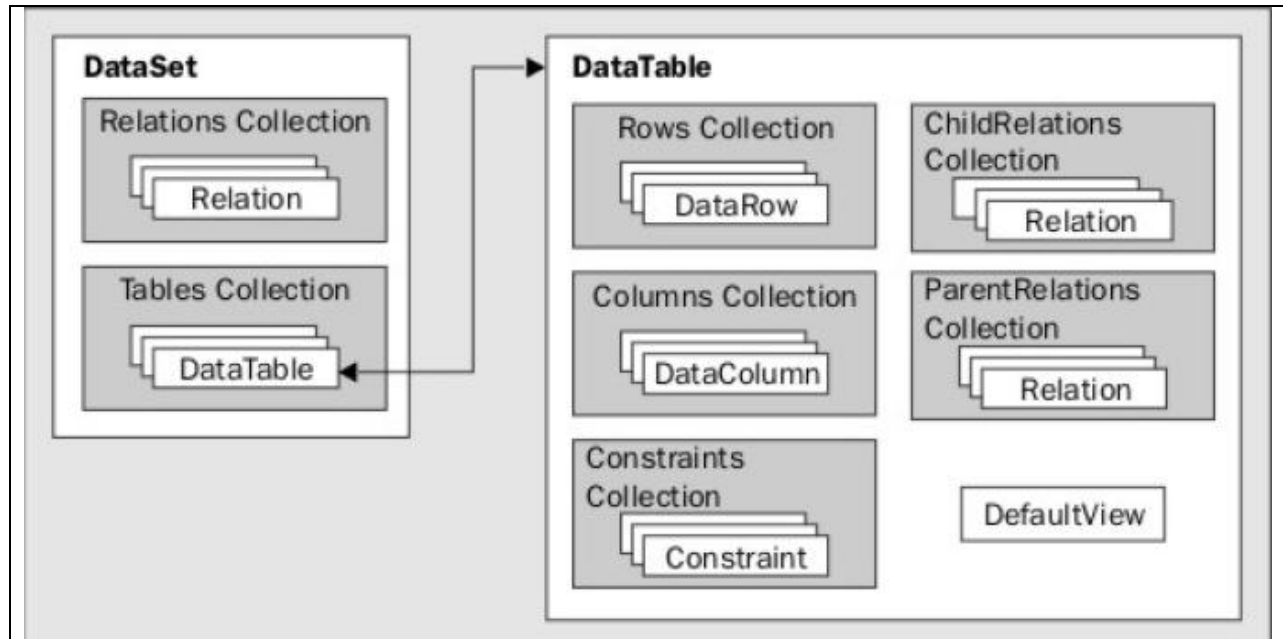 DataSet
Relations Collection
Relation
Tables Collection
DataTable
DataTable
Rows Collection
DataRow
Columns Collection
DataColumn
Constraints
Collection
Constraint
ChildRelations
Collection
Relation
ParentRelations
Collection
Relation
DefaultView